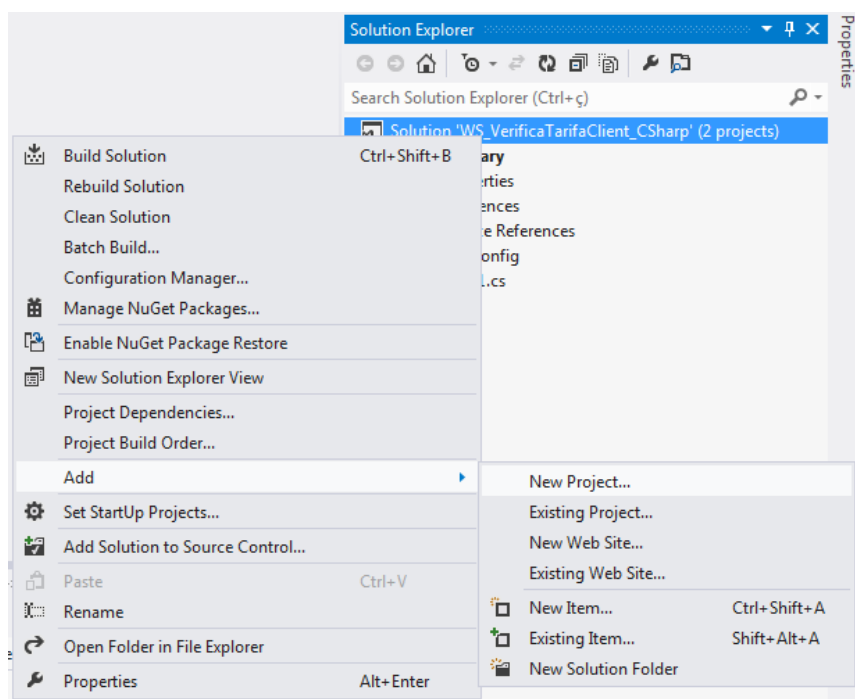 Solution Explorer
Properties
Search Solution Explorer (Ctrl+ç)
Solution 'WS_VerificaTarifaClient_CSharp' (2 projects)
Build Solution Ctrl+Shift+B
ary
Rebuild Solution
erties
Clean Solution
ences
Batch Build...
e References
Configuration Manager...
onfig
Manage NuGet Packages...
1.cs
Enable NuGet Package Restore
New Solution Explorer View
Project Dependencies...
Project Build Order...
Add
New Project...
Set StartUp Projects...
Existing Project...
Add Solution to Source Control...
New Web Site...
Paste Ctrl+V
Existing Web Site...
Rename
New Item... Ctrl+Shift+A
Open Folder in File Explorer
Existing Item... Shift+Alt+A
Properties Alt+Enter
New Solution Folder